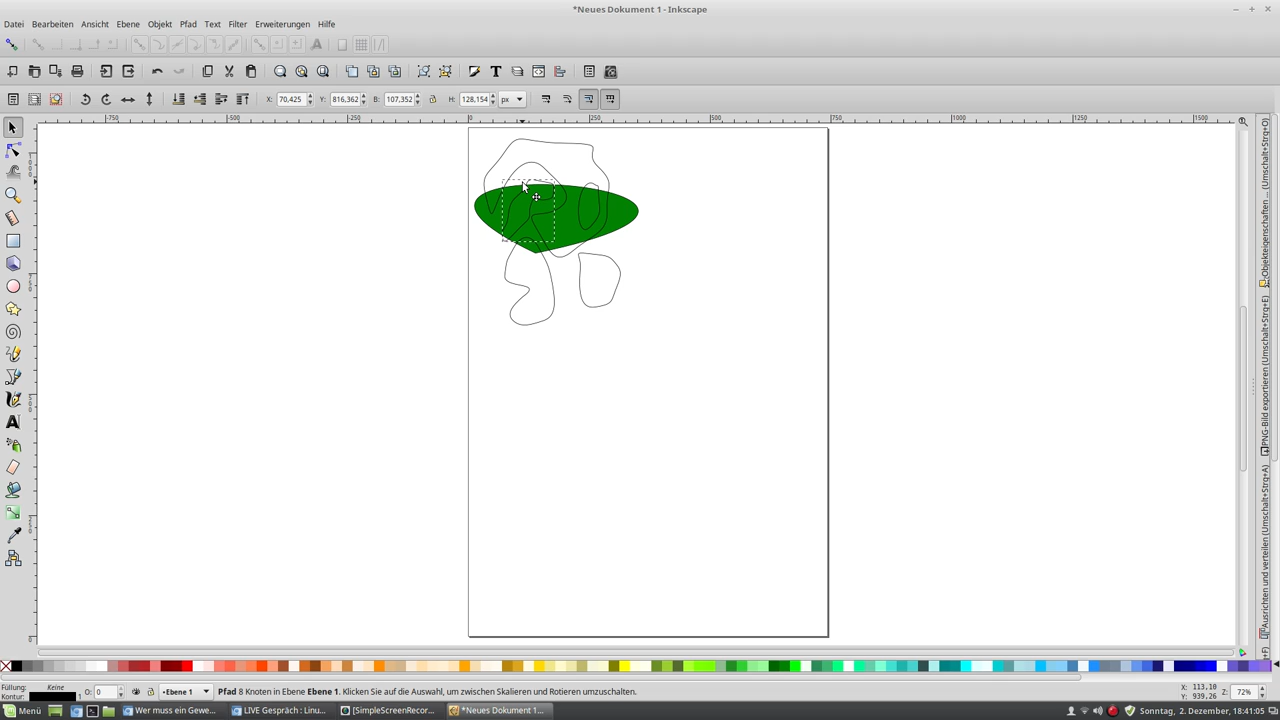 *Neues Dokument 1 - Inkscape
Datei Bearbeiten Ansicht Ebene Objekt Pfad Text Filter Erweiterungen Hilfe
X: 70,425 Y: 816,362 B: 107,352 H: 128,154 px
-750 -500 -250 0 250 500 750 1000 1250 1500
Objekteigenschaften (Umschalt+Strg+O)
PNG-Bild exportieren (Umschalt+Strg+E)
Ausrichten und verteilen (Umschalt+Strg+A)
Füllung: Keine
Kontur: 1 O: 0 Ebene 1 Pfad 8 Knoten in Ebene Ebene 1. Klicken Sie auf die Auswahl, um zwischen Skalieren und Rotieren umzuschalten. X: 113,10
Y: 939,26 Z: 72%
Menü Wer muss ein Gewe... LIVE Gespräch : Linu... [SimpleScreenRecor... *Neues Dokument 1... Sonntag, 2. Dezember, 18:41:05